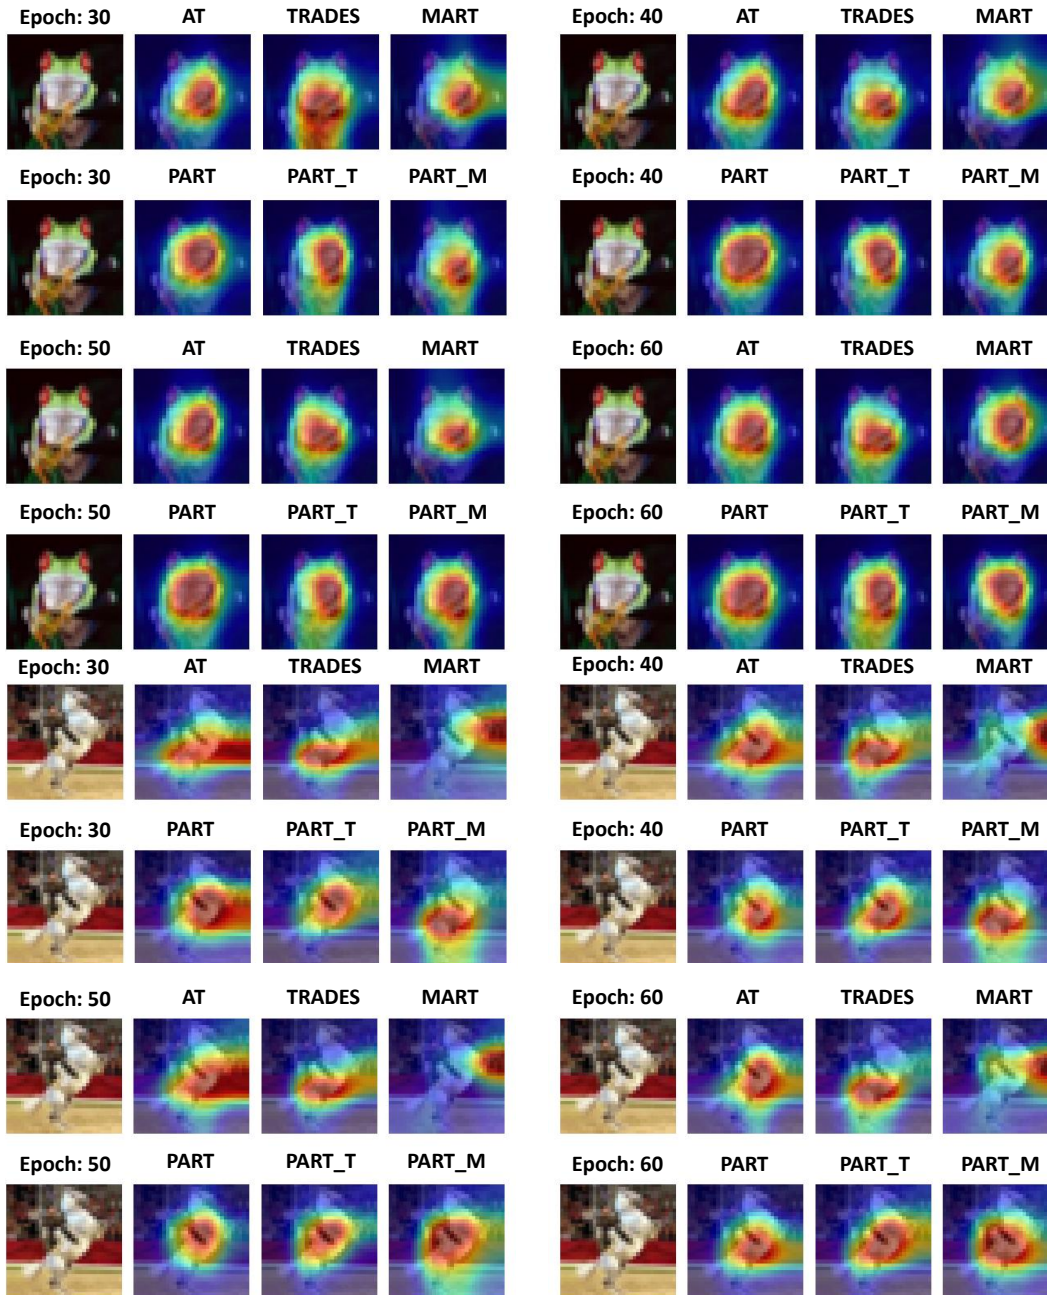 Epoch: 30 AT TRADES MART Epoch: 40 AT TRADES MART
Epoch: 30 PART PART_T PART_M Epoch: 40 PART PART_T PART_M
Epoch: 50 AT TRADES MART Epoch: 60 AT TRADES MART
Epoch: 50 PART PART_T PART_M Epoch: 60 PART PART_T PART_M
Epoch: 30 AT TRADES MART Epoch: 40 AT TRADES MART
Epoch: 30 PART PART_T PART_M Epoch: 40 PART PART_T PART_M
Epoch: 50 AT TRADES MART Epoch: 60 AT TRADES MART
Epoch: 50 PART PART_T PART_M Epoch: 60 PART PART_T PART_M